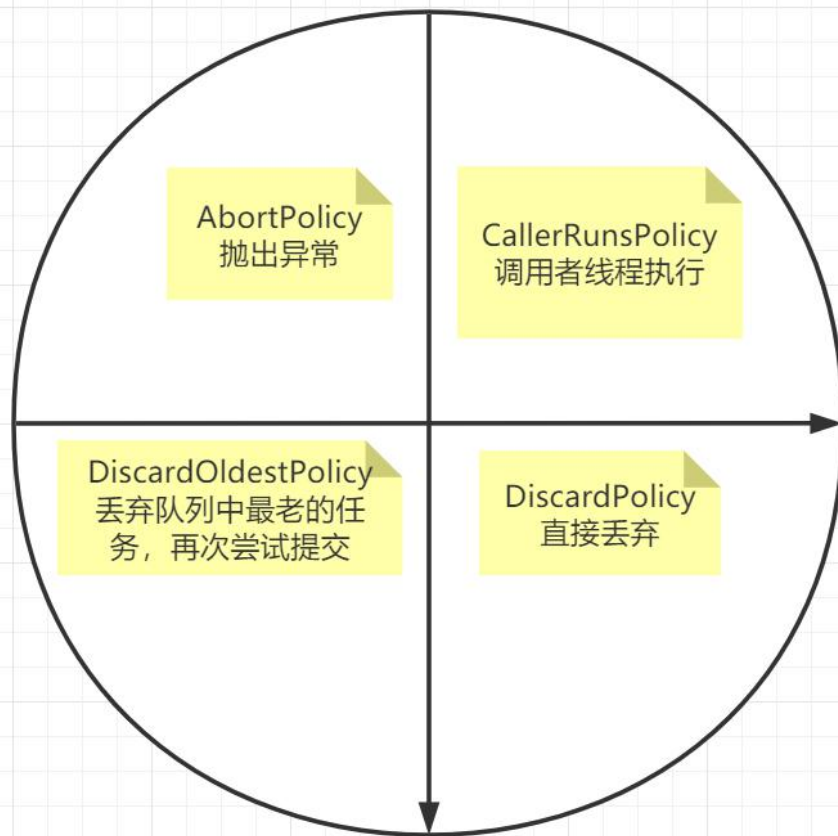 AbortPolicy
抛出异常
CallerRunsPolicy
调用者线程执行
DiscardOldestPolicy
丢弃队列中最老的任
务，再次尝试提交
DiscardPolicy
直接丢弃